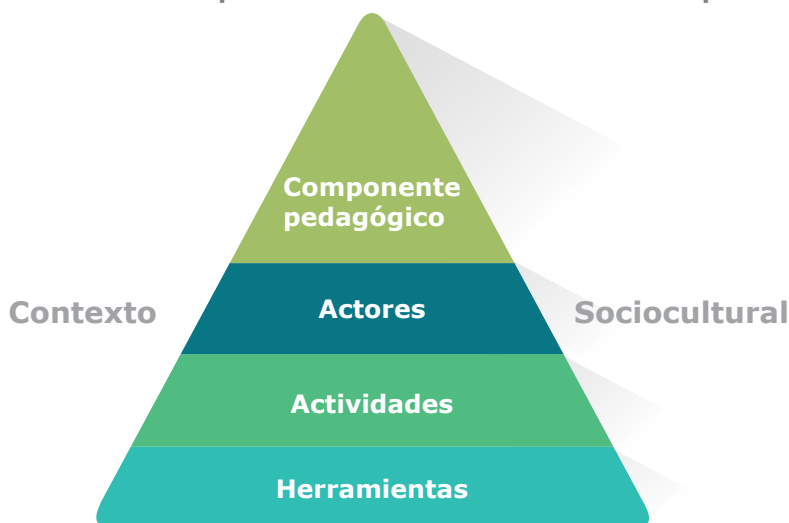 Componente
pedagógico
Contexto
Actores
Sociocultural
Actividades
Herramientas